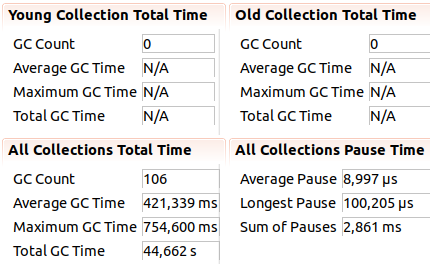 Young Collection Total Time
GC Count 0
Average GC Time N/A
Maximum GC Time N/A
Total GC Time N/A
Old Collection Total Time
GC Count 0
Average GC Time N/A
Maximum GC Time N/A
Total GC Time N/A
All Collections Total Time
GC Count 106
Average GC Time 421,339 ms
Maximum GC Time 754,600 ms
Total GC Time 44,662 s
All Collections Pause Time
Average Pause 8,997 µs
Longest Pause 100,205 µs
Sum of Pauses 2,861 ms